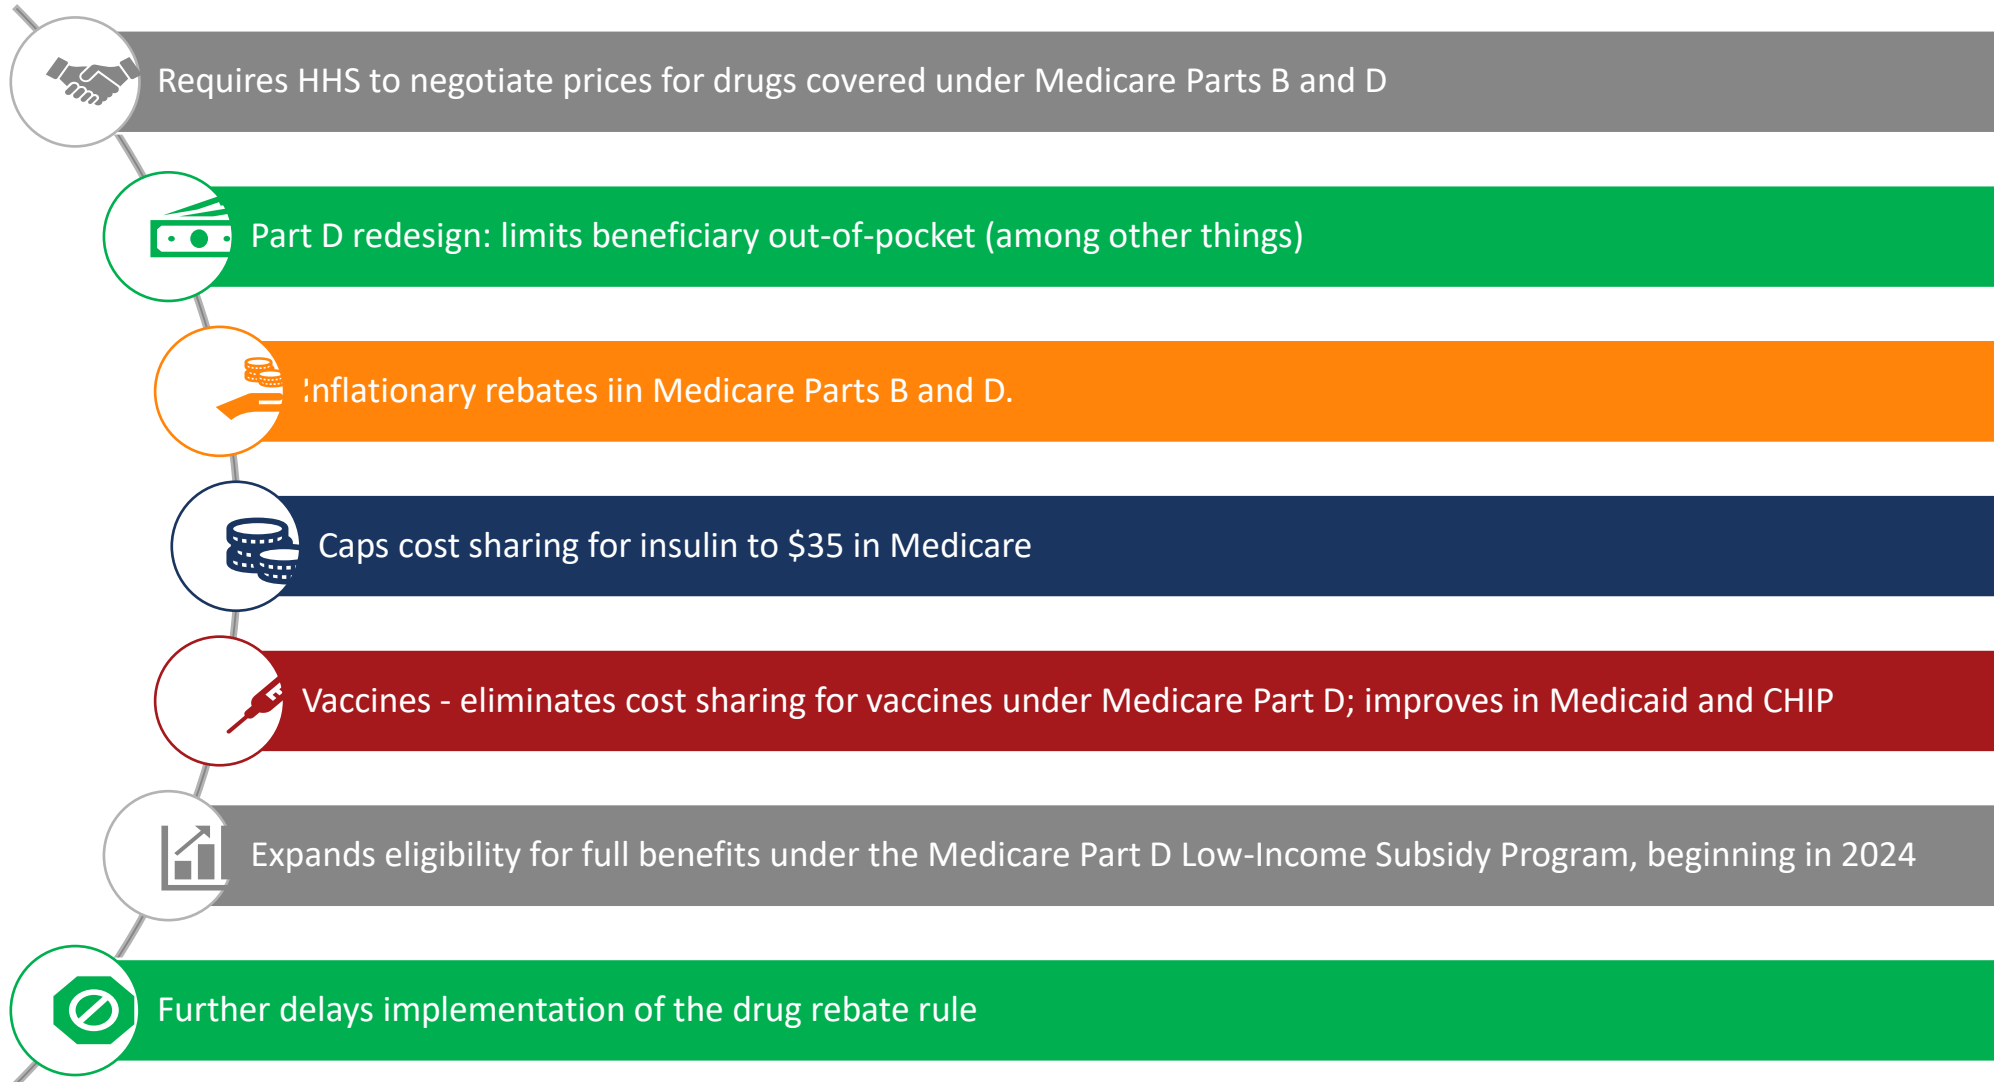 Requires HHS to negotiate prices for drugs covered under Medicare Parts B and D
Part D redesign: limits beneficiary out-of-pocket (among other things)
Inflationary rebates iin Medicare Parts B and D.
Caps cost sharing for insulin to $35 in Medicare
Vaccines - eliminates cost sharing for vaccines under Medicare Part D; improves in Medicaid and CHIP
Expands eligibility for full benefits under the Medicare Part D Low-Income Subsidy Program, beginning in 2024
Further delays implementation of the drug rebate rule